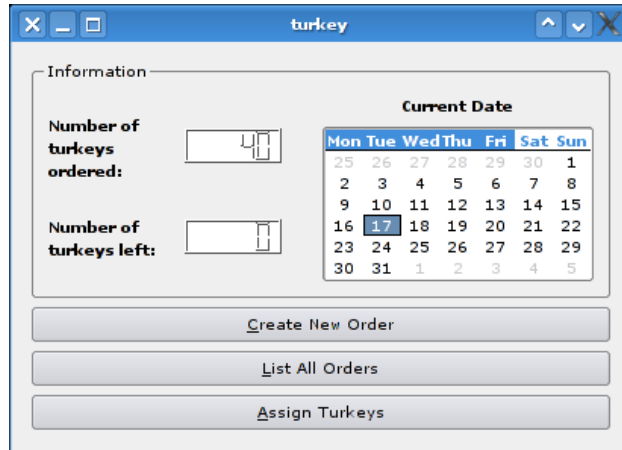 turkey
Information
Number of
turkeys
ordered:
40
Number of
turkeys left:
0
Current Date
Mon Tue Wed Thu Fri Sat Sun
25 26 27 28 29 30 1
2 3 4 5 6 7 8
9 10 11 12 13 14 15
16 17 18 19 20 21 22
23 24 25 26 27 28 29
30 31 1 2 3 4 5
Create New Order
List All Orders
Assign Turkeys